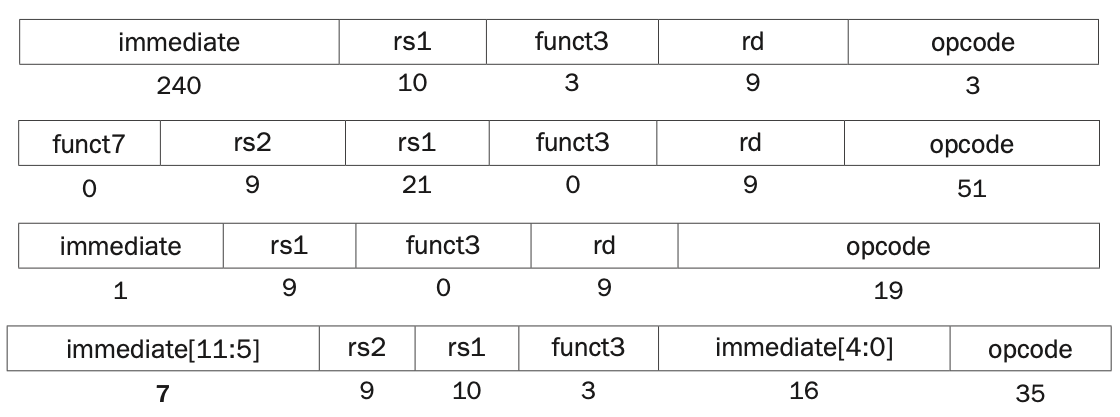 immediate rs1 funct3 rd opcode
240 10 3 9 3
funct7 rs2 rs1 funct3 rd opcode
0 9 21 0 9 51
immediate rs1 funct3 rd opcode
1 9 0 9 19
immediate[11:5] rs2 rs1 funct3 immediate[4:0] opcode
7 9 10 3 16 35